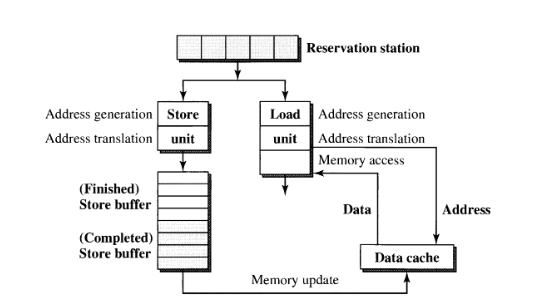 Reservation station
Address generation
Store
Load
Address generation
Address translation
unit
unit
Address translation
Memory access
(Finished)
Store buffer
Data
Address
(Completed)
Store buffer
Data cache
Memory update